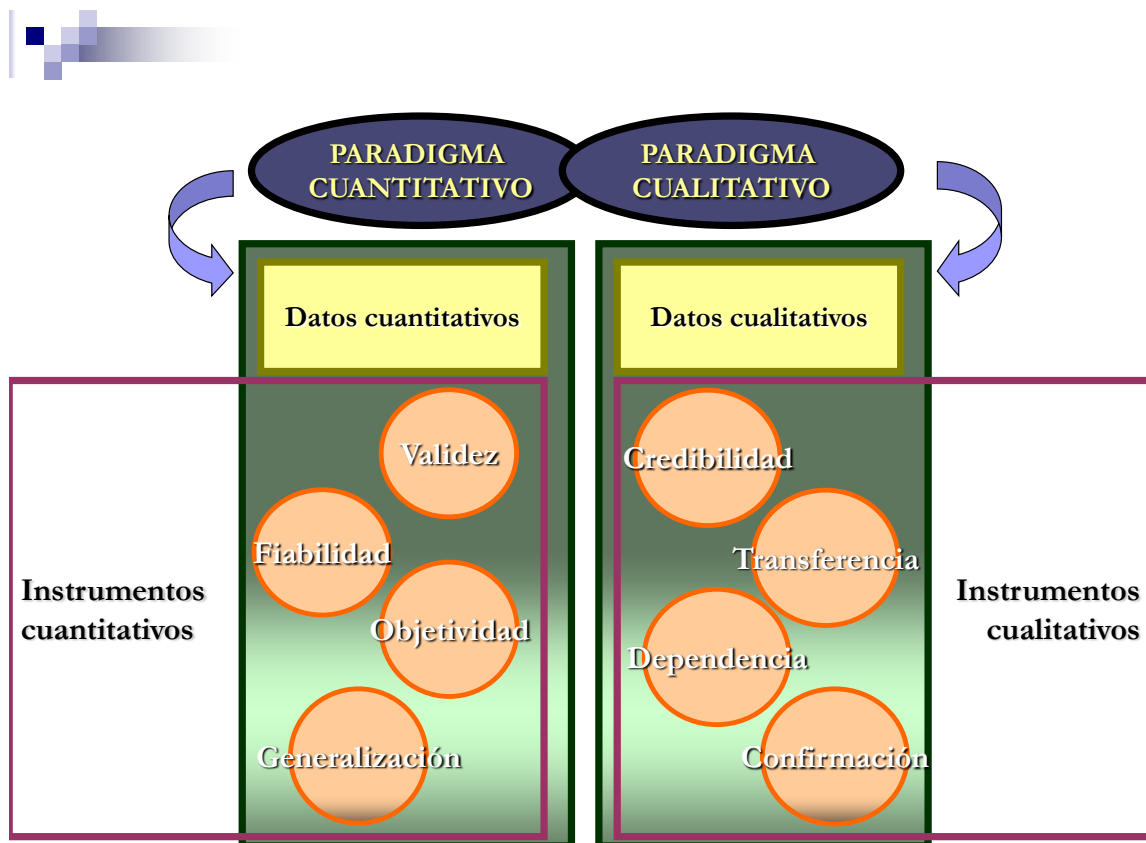 PARADIGMA
CUANTITATIVO
PARADIGMA
CUALITATIVO
Datos cuantitativos
Datos cualitativos
Validez
Fiabilidad
Objetividad
Generalización
Instrumentos
cuantitativos
Credibilidad
Transferencia
Dependencia
Confirmación
Instrumentos
cualitativos